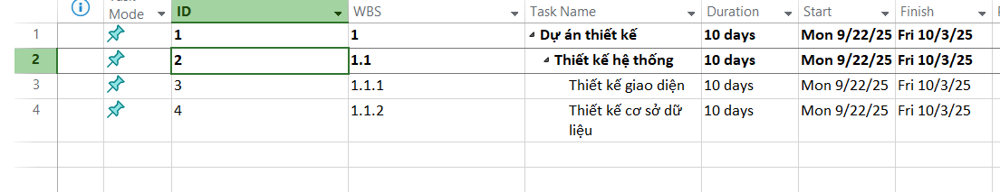 Mode ID WBS Task Name Duration Start Finish
1 1 1 Dự án thiết kế 10 days Mon 9/22/25 Fri 10/3/25
2 2 1.1 Thiết kế hệ thống 10 days Mon 9/22/25 Fri 10/3/25
3 3 1.1.1 Thiết kế giao diện 10 days Mon 9/22/25 Fri 10/3/25
4 4 1.1.2 Thiết kế cơ sở dữ 10 days Mon 9/22/25 Fri 10/3/25
liệu